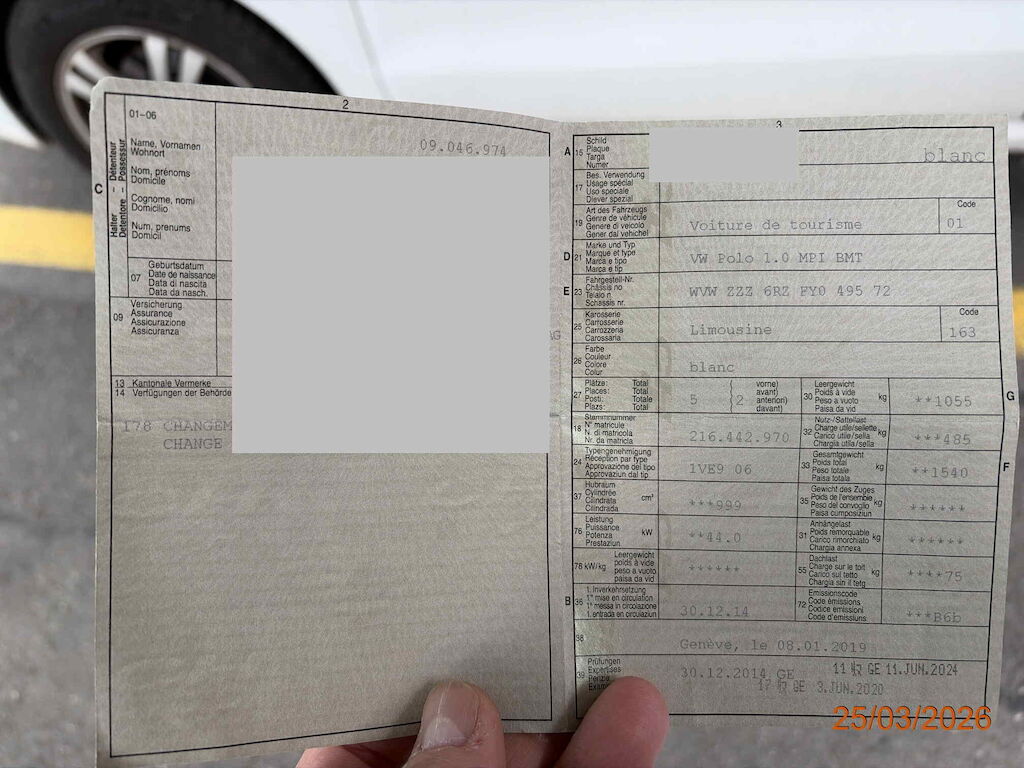 2
01-06
Halter – Détenteur
Detentore – Possessur
C
Name, Vornamen
Wohnort
Nom, prénoms
Domicile
Cognome, nomi
Domicilio
Num, prenums
Domicil
09.046.974
07
Geburtsdatum
Date de naissance
Data di nascita
Data da nasch.
09
Versicherung
Assurance
Assicurazione
Assicuranza
AG
13 Kantonale Vermerke
14 Verfügungen der Behörde
178 CHANGEM
CHANGE
3
A 15
Schild
Plaque
Targa
Numer
blanc
17
Bes. Verwendung
Usage spécial
Uso speciale
Diever spezial
19
Art des Fahrzeugs
Genre de véhicule
Genere di veicolo
Gener dal vehichel
Voiture de tourisme
Code
01
D 21
Marke und Typ
Marque et type
Marca e tipo
Marca e tip
VW Polo 1.0 MPI BMT
E 23
Fahrgestell-Nr.
Châssis no
Telaio n.
Schassis nr.
WVW ZZZ 6RZ FY0 495 72
25
Karosserie
Carrosserie
Carrozzeria
Carossaria
Limousine
Code
163
26
Farbe
Couleur
Colore
Colur
blanc
27
Plätze: Total
Places: Total
Posti: Totale
Plazs: Total
5 (2
vorne)
avant)
anterion)
davant)
30
Leergewicht
Poids à vide
Peso a vuoto
Paisa da vid
kg
**1055
G
18
Stammnummer
N° matricule
N. di matricola
Nr. da matricla
216.442.970
32
Nutz-/Sattellast
Charge utile/sellette
Carico utile/sella
Chargia utila/sella
kg
***485
24
Typengenehmigung
Réception par type
Approvazione del tipo
Approvaziun dal tip
1VE9 06
33
Gesamtgewicht
Poids total
Peso totale
Paisa totala
kg
**1540
F
37
Hubraum
Cylindrée
Cilindrata
Cilindrada
cm³
***999
35
Gewicht des Zuges
Poids de l'ensemble
Peso del convoglio
Paisa cumposiziun
kg
******
76
Leistung
Puissance
Potenza
Prestaziun
kW
**44.0
31
Anhängelast
Poids remorquable
Carico rimorchiato
Chargia annexa
kg
******
78 kW/kg
Leergewicht
poids à vide
peso a vuoto
paisa da vid
******
55
Dachlast
Charge sur le toit
Carico sul tetto
Chargia sin il tetg
kg
****75
B 36
1. Inverkehrsetzung
1re mise en circulation
1a messa in circolazione
1. entrada en circulaziun
30.12.14
72
Emissionscode
Code émissions
Codice emissioni
Code d'emissiuns
***B6b
38
Genève, le 08.01.2019
39
Prüfungen
Expertises
Perizie
Exam
30.12.2014 GE
11 GE 11.JUN.2024
17 GE 3.JUN.2020
25/03/2026